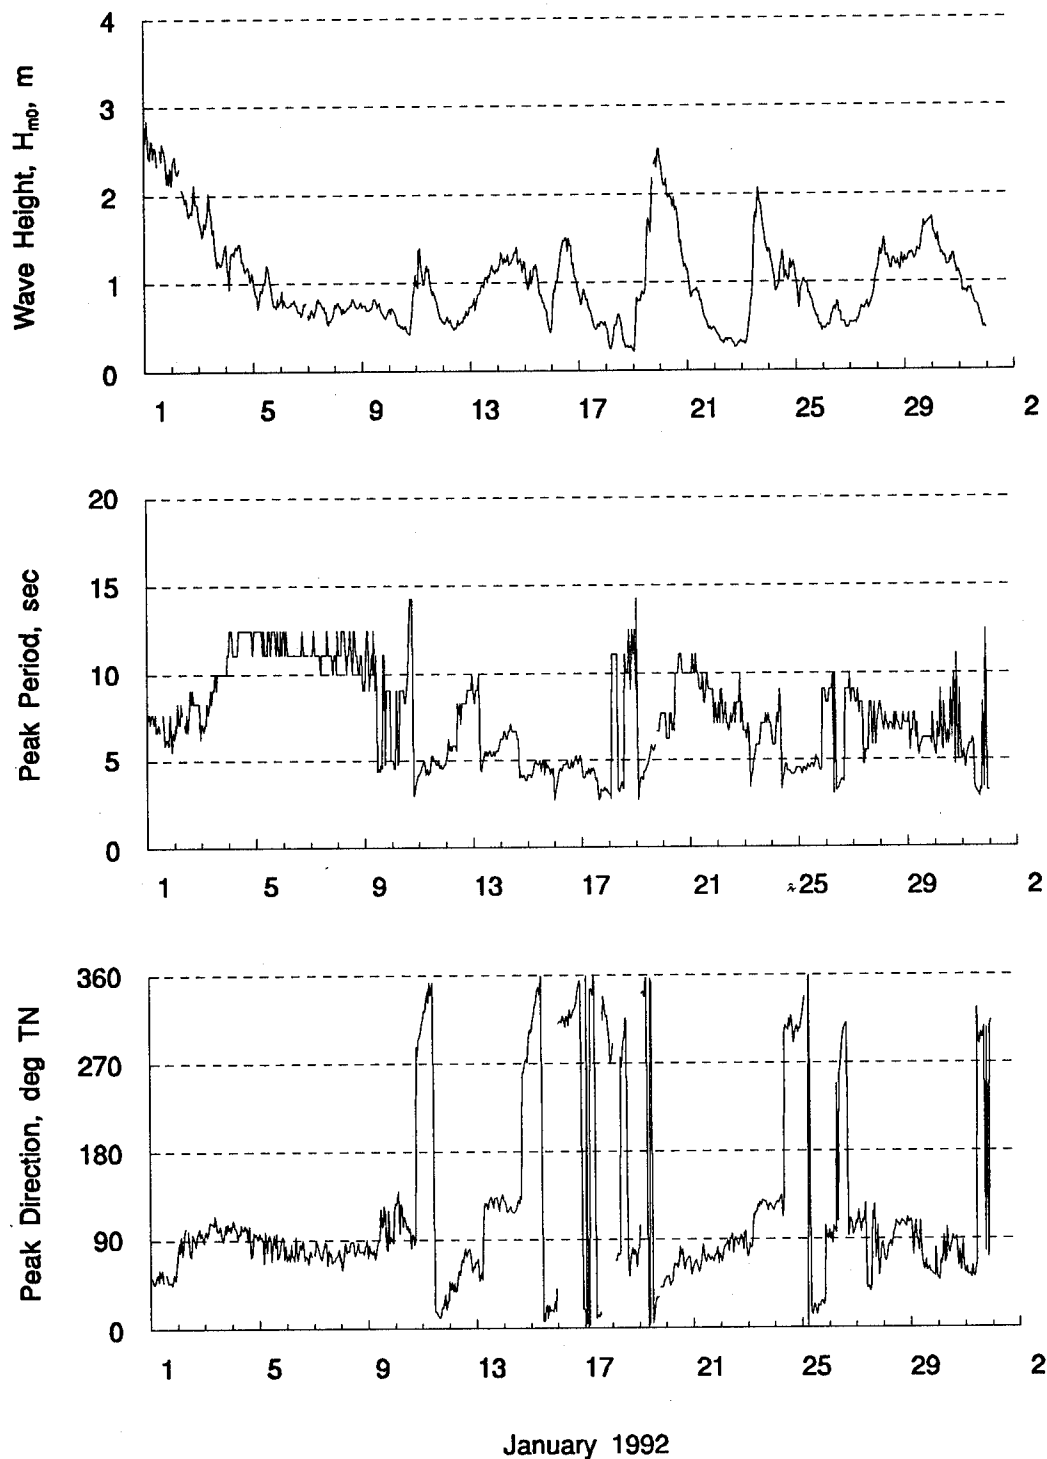 Wave Height, Hm0, m
4
3
2
1
0
1 5 9 13 17 21 25 29 2
Peak Period, sec
20
15
10
5
0
1 5 9 13 17 21 25 29 2
Peak Direction, deg TN
360
270
180
90
0
1 5 9 13 17 21 25 29 2
January 1992